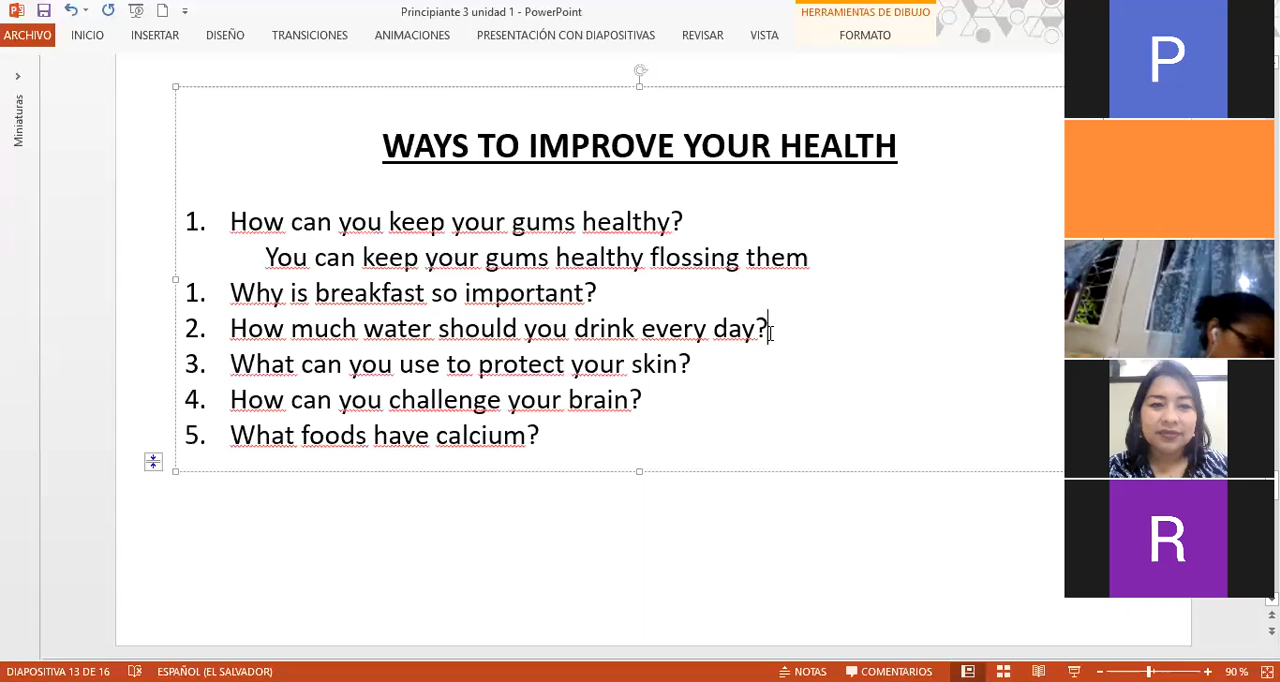 Principiante 3 unidad 1 - PowerPoint
HERRAMIENTAS DE DIBUJO
ARCHIVO INICIO INSERTAR DISEÑO TRANSICIONES ANIMACIONES PRESENTACIÓN CON DIAPOSITIVAS REVISAR VISTA FORMATO
Miniaturas
WAYS TO IMPROVE YOUR HEALTH
1. How can you keep your gums healthy?
You can keep your gums healthy flossing them
1. Why is breakfast so important?
2. How much water should you drink every day?
3. What can you use to protect your skin?
4. How can you challenge your brain?
5. What foods have calcium?
P
R
DIAPOSITIVA 13 DE 16 ESPAÑOL (EL SALVADOR) NOTAS COMENTARIOS 90 %